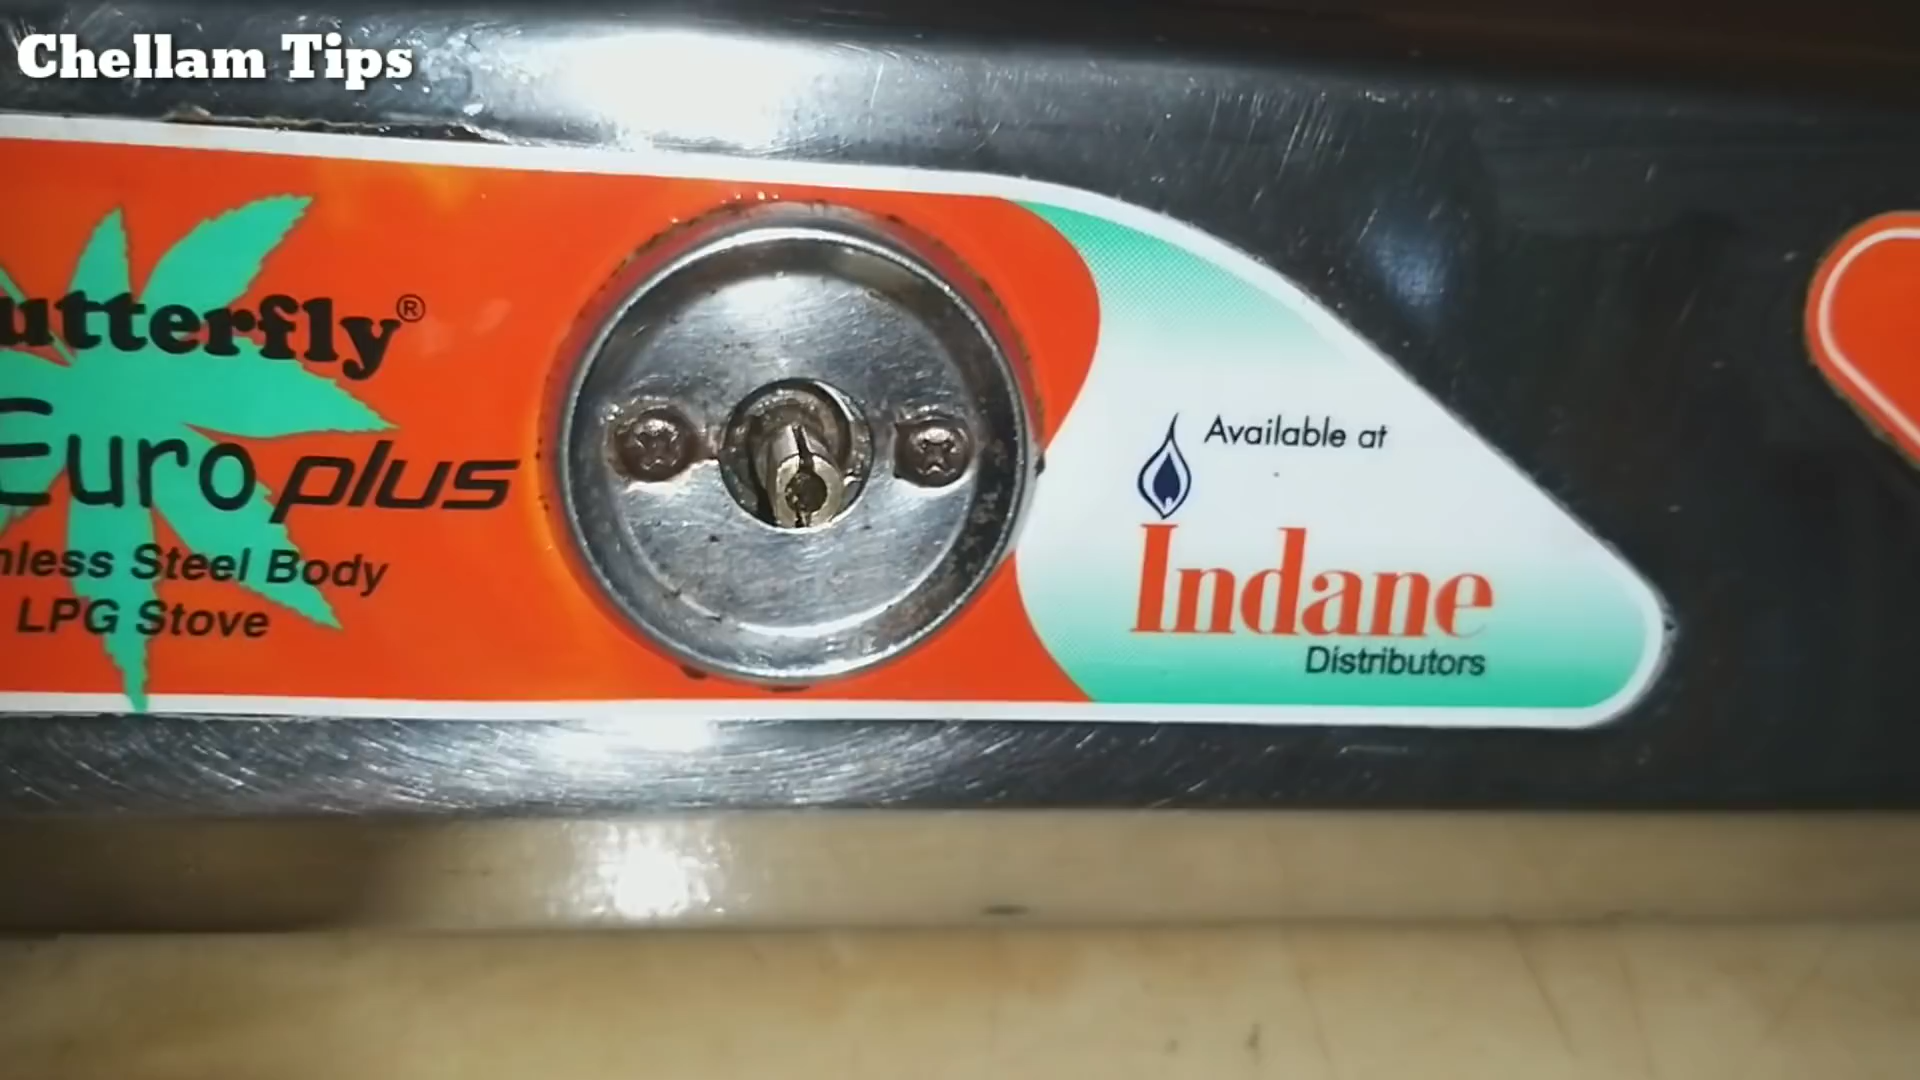 Chellam Tips
utterfly®
Euro plus
nless Steel Body
LPG Stove
Available at
Indane
Distributors